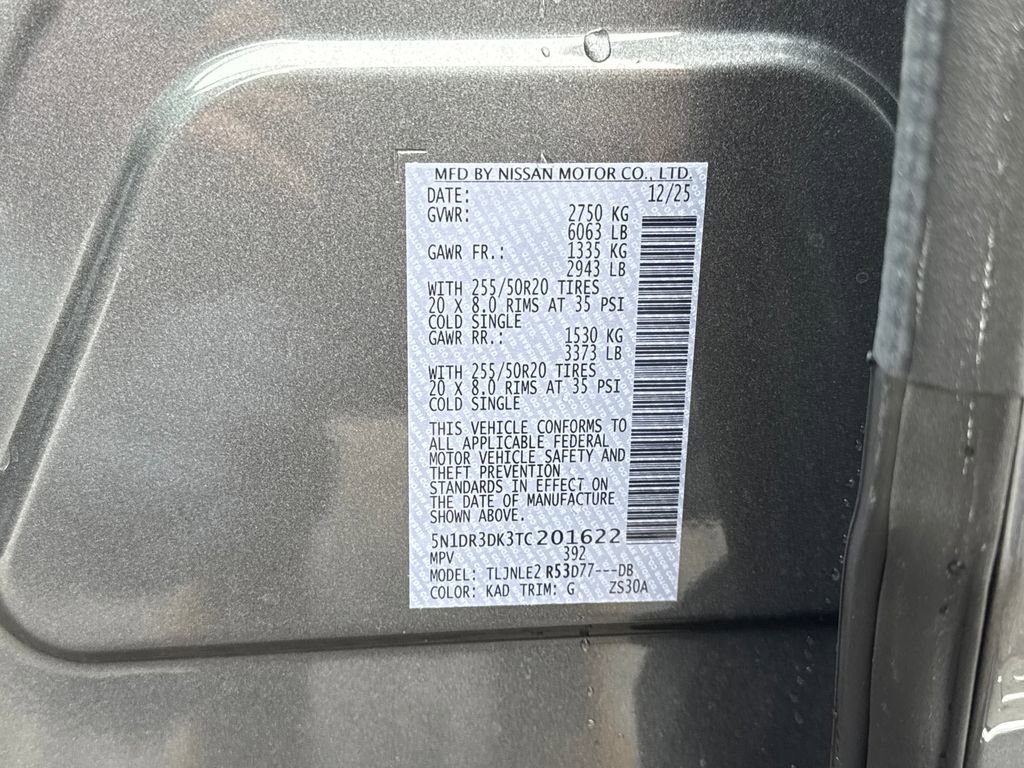 MFD BY NISSAN MOTOR CO., LTD.
DATE: 12/25
GVWR: 2750 KG
6063 LB
GAWR FR.: 1335 KG
2943 LB
WITH 255/50R20 TIRES
20 X 8.0 RIMS AT 35 PSI
COLD SINGLE
GAWR RR.: 1530 KG
3373 LB
WITH 255/50R20 TIRES
20 X 8.0 RIMS AT 35 PSI
COLD SINGLE
THIS VEHICLE CONFORMS TO
ALL APPLICABLE FEDERAL
MOTOR VEHICLE SAFETY AND
THEFT PREVENTION
STANDARDS IN EFFECT ON
THE DATE OF MANUFACTURE
SHOWN ABOVE.
5N1DR3DK3TC201622
MPV 392
MODEL: TLJNLE2 R53D77---DB
COLOR: KAD TRIM: G ZS30A